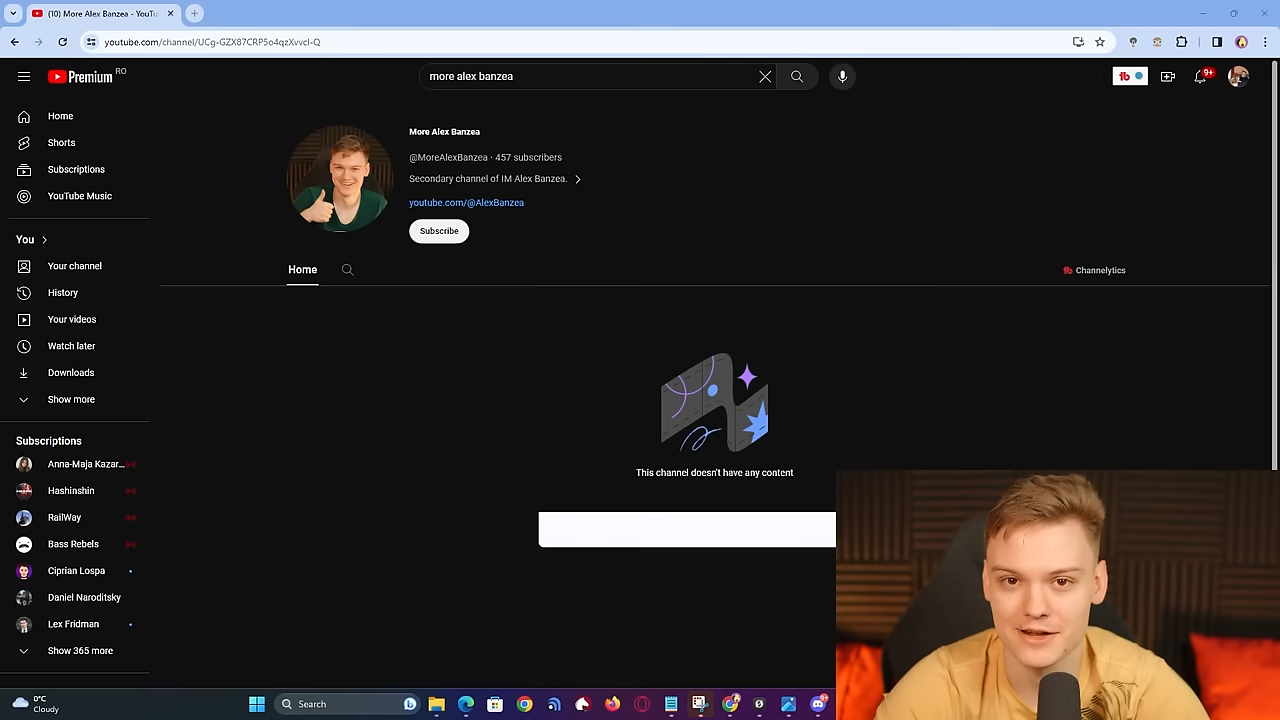 (10) More Alex Banzea - YouTu
youtube.com/channel/UCg-GZX87CRP5o4qzXvvcI-Q
Premium RO
more alex banzea
9+
Home
Shorts
Subscriptions
YouTube Music
You
Your channel
History
Your videos
Watch later
Downloads
Show more
Subscriptions
Anna-Maja Kazar...
Hashinshin
RailWay
Bass Rebels
Ciprian Lospa
Daniel Naroditsky
Lex Fridman
Show 365 more
More Alex Banzea
@MoreAlexBanzea · 457 subscribers
Secondary channel of IM Alex Banzea.
youtube.com/@AlexBanzea
Subscribe
Home
Channelytics
This channel doesn't have any content
0°C
Cloudy
Search